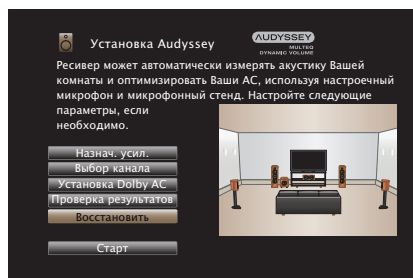 Установка Audyssey
AUDYSSEY
MULTEQ
DYNAMIC VOLUME
Ресивер может автоматически измерять акустику Вашей
комнаты и оптимизировать Ваши АС, используя настроечный
микрофон и микрофонный стенд. Настройте следующие
параметры, если
необходимо.
Назнач. усил.
Выбор канала
Установка Dolby АС
Проверка результатов
Восстановить
Старт